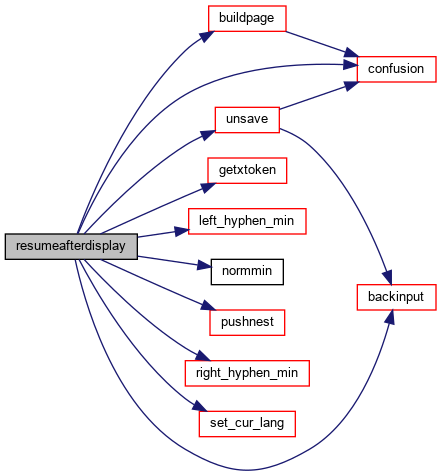 buildpage
confusion
unsave
getxtoken
left_hyphen_min
resumeafterdisplay
normmin
backinput
pushnest
right_hyphen_min
set_cur_lang